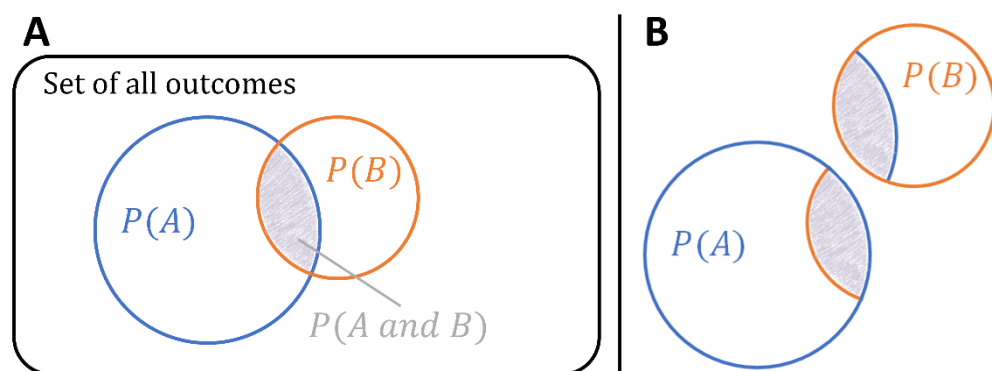 A
Set of all outcomes
P(A)
P(B)
P(A and B)
B
P(B)
P(A)